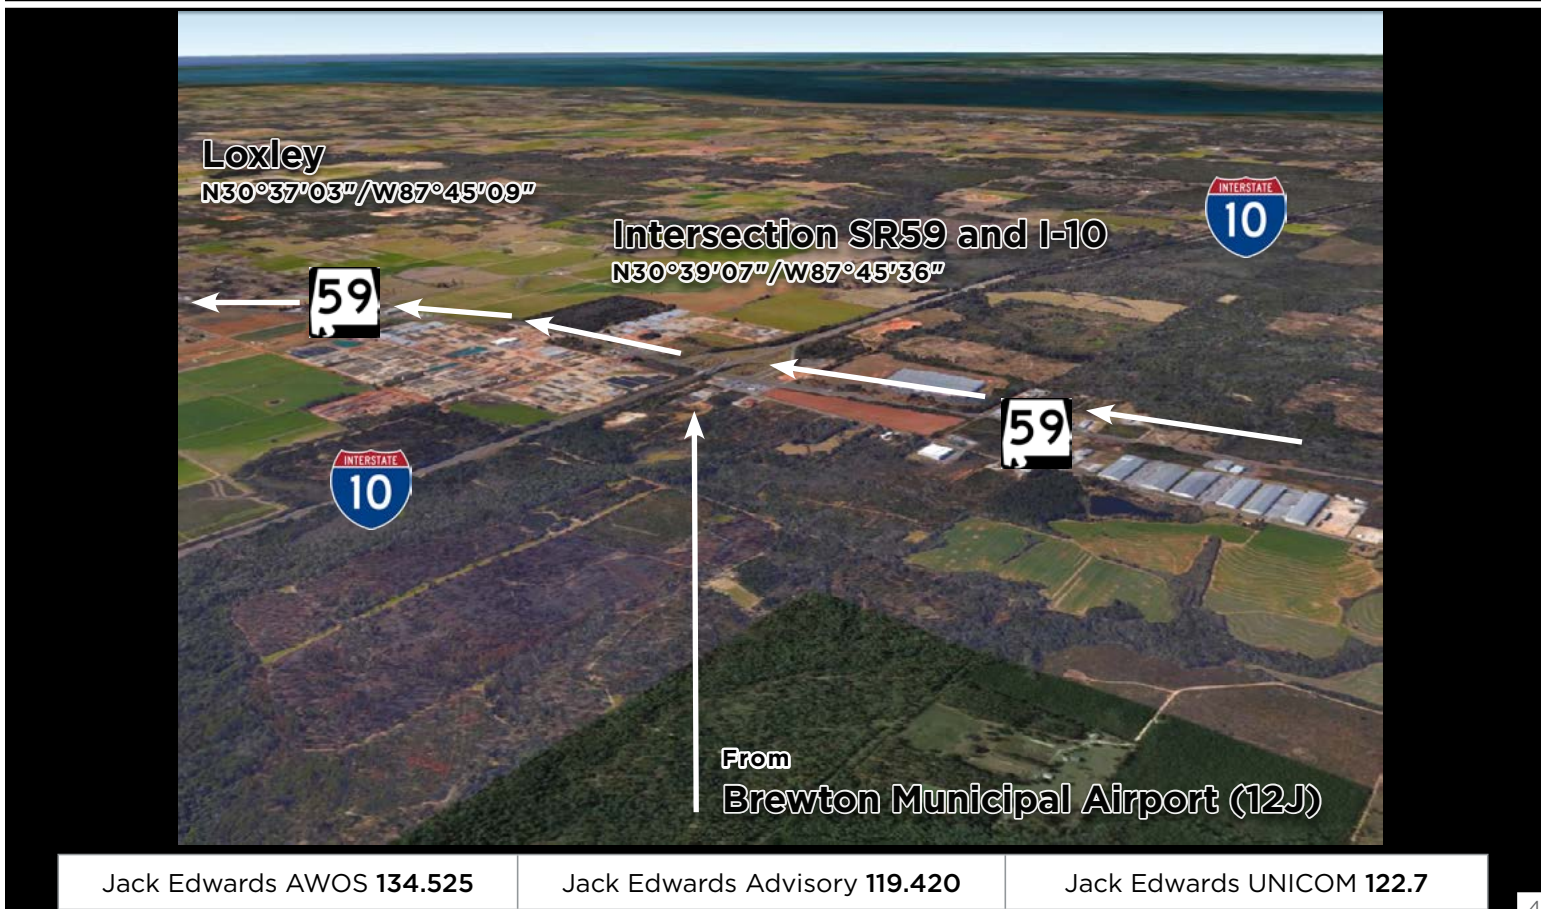 Loxley
N30°37'03"/W87°45'09"
INTERSTATE
10
Intersection SR59 and I-10
N30°39'07"/W87°45'36"
59
59
INTERSTATE
10
From
Brewton Municipal Airport (12J)
Jack Edwards AWOS 134.525
Jack Edwards Advisory 119.420
Jack Edwards UNICOM 122.7